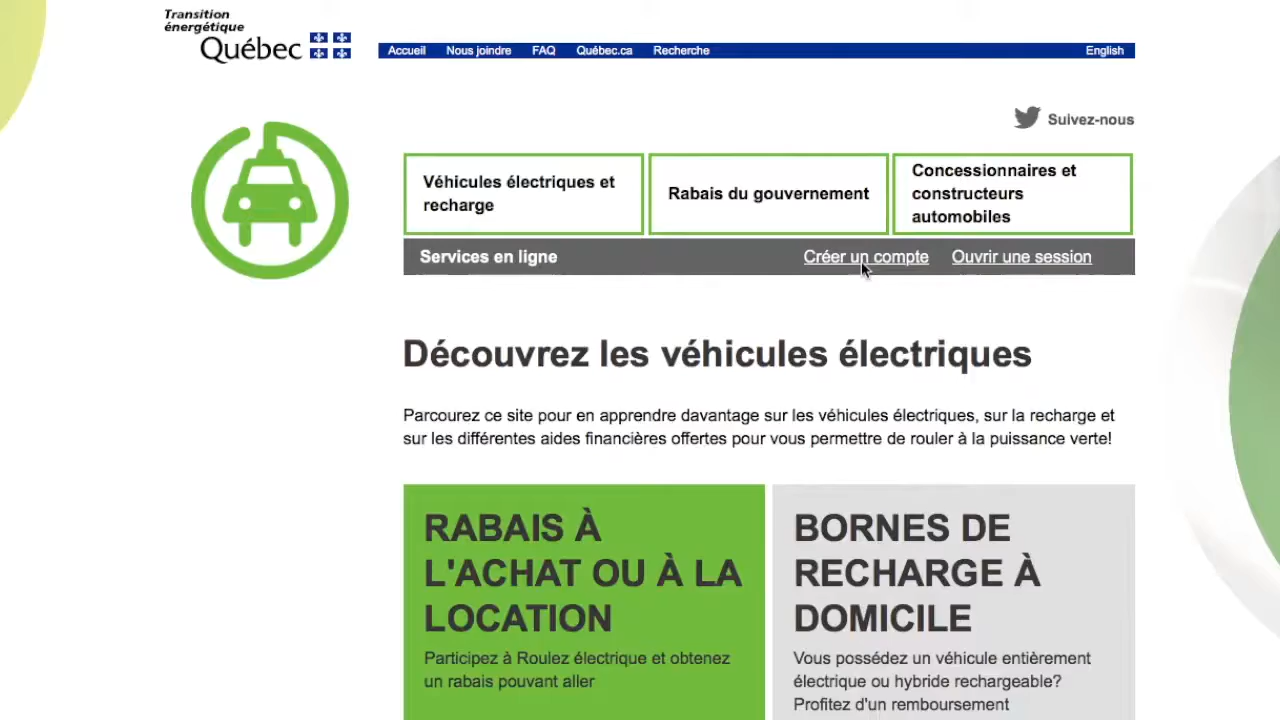 Transition
énergétique
Québec
Accueil Nous joindre FAQ Québec.ca Recherche English
Suivez-nous
Véhicules électriques et
recharge
Rabais du gouvernement
Concessionnaires et
constructeurs
automobiles
Services en ligne Créer un compte Ouvrir une session
Découvrez les véhicules électriques
Parcourez ce site pour en apprendre davantage sur les véhicules électriques, sur la recharge et
sur les différentes aides financières offertes pour vous permettre de rouler à la puissance verte!
RABAIS À
L'ACHAT OU À LA
LOCATION
Participez à Roulez électrique et obtenez
un rabais pouvant aller
BORNES DE
RECHARGE À
DOMICILE
Vous possédez un véhicule entièrement
électrique ou hybride rechargeable?
Profitez d'un remboursement